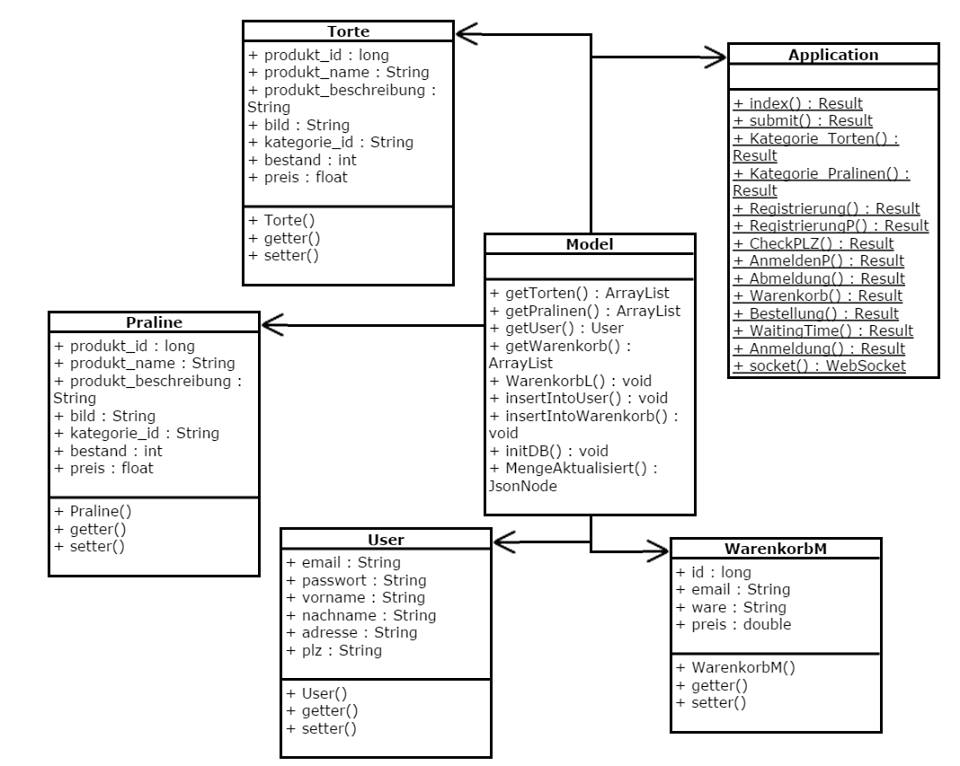 Torte
+ produkt_id : long
+ produkt_name : String
+ produkt_beschreibung :
String
+ bild : String
+ kategorie_id : String
+ bestand : int
+ preis : float
+ Torte()
+ getter()
+ setter()
Application
+ index() : Result
+ submit() : Result
+ Kategorie_Torten() :
Result
+ Kategorie_Pralinen() :
Result
+ Registrierung() : Result
+ RegistrierungP() : Result
+ CheckPLZ() : Result
+ AnmeldenP() : Result
+ Abmeldung() : Result
+ Warenkorb() : Result
+ Bestellung() : Result
+ WaitingTime() : Result
+ Anmeldung() : Result
+ socket() : WebSocket
Model
+ getTorten() : ArrayList
+ getPralinen() : ArrayList
+ getUser() : User
+ getWarenkorb() :
ArrayList
+ WarenkorbL() : void
+ insertIntoUser() : void
+ insertIntoWarenkorb() :
void
+ initDB() : void
+ MengeAktualisiert() :
JsonNode
Praline
+ produkt_id : long
+ produkt_name : String
+ produkt_beschreibung :
String
+ bild : String
+ kategorie_id : String
+ bestand : int
+ preis : float
+ Praline()
+ getter()
+ setter()
User
+ email : String
+ passwort : String
+ vorname : String
+ nachname : String
+ adresse : String
+ plz : String
+ User()
+ getter()
+ setter()
WarenkorbM
+ id : long
+ email : String
+ ware : String
+ preis : double
+ WarenkorbM()
+ getter()
+ setter()